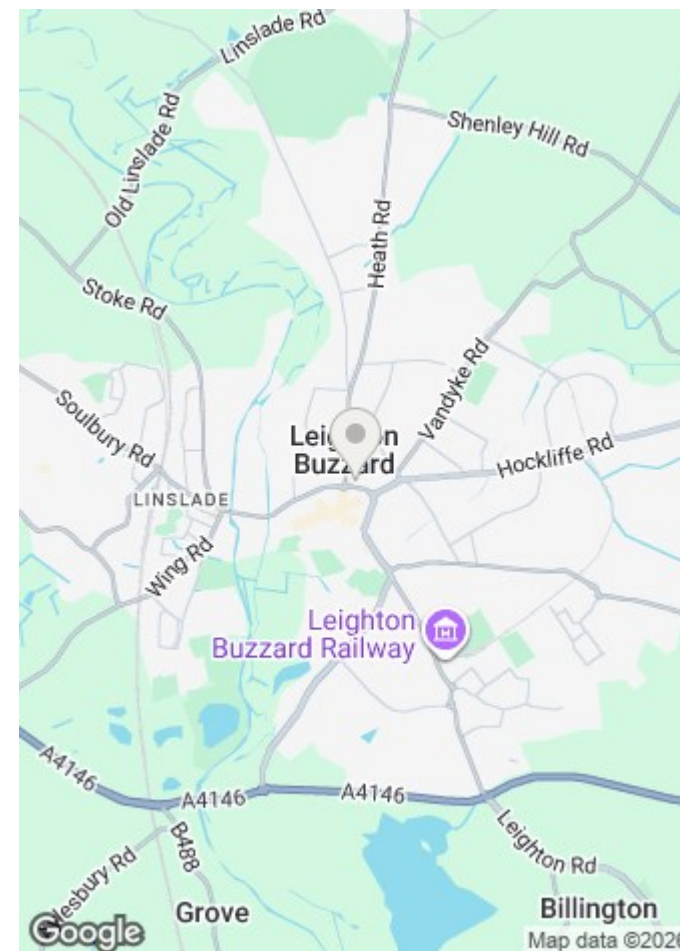 Linslade Rd
Old Linslade Rd
Shenley Hill Rd
Heath Rd
Stoke Rd
Vandyke Rd
Soulbury Rd
Leighton
Buzzard
Hockliffe Rd
LINSLADE
Wing Rd
Leighton
Buzzard Railway
A4146
A4146
A4146
B488
Leighton Rd
Grove
Billington
Google
Map data ©2026